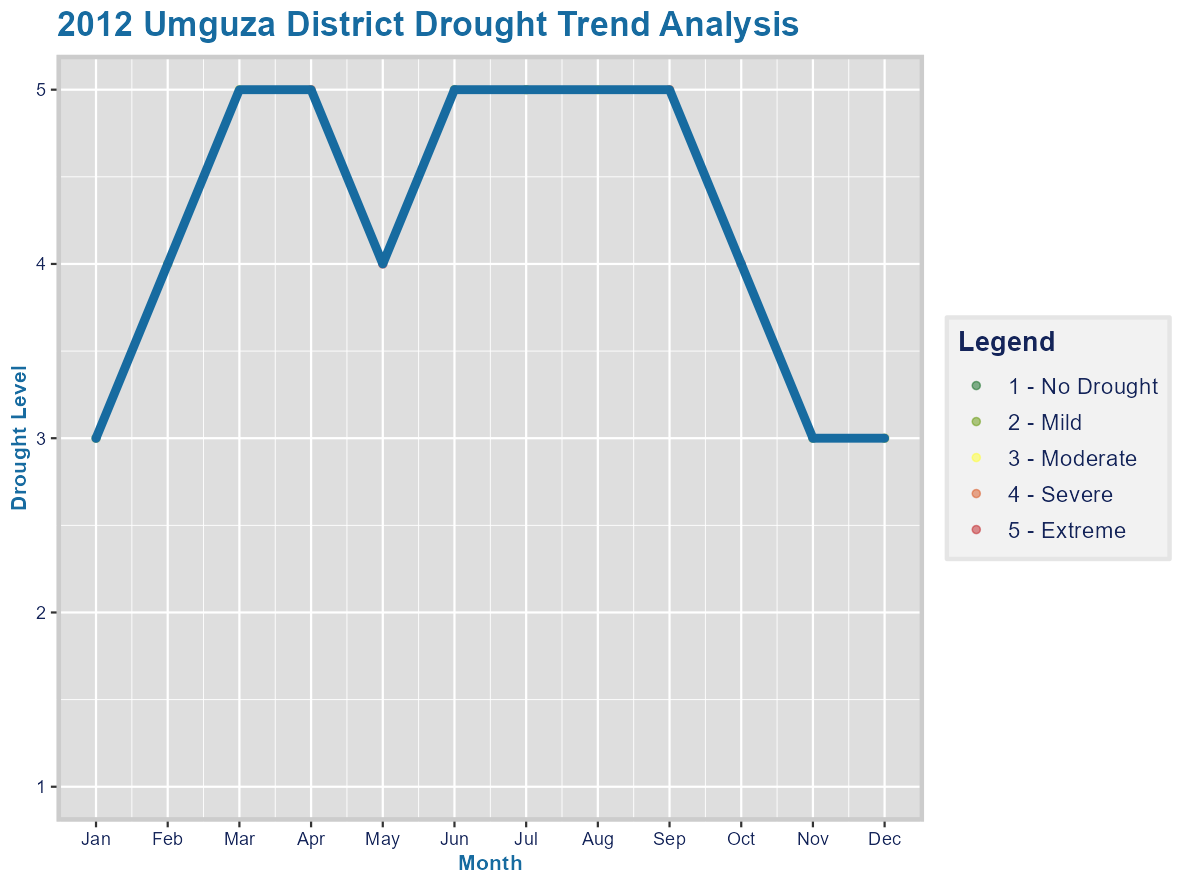 2012 Umguza District Drought Trend Analysis
Drought Level
5
4
3
2
1
Jan Feb Mar Apr May Jun Jul Aug Sep Oct Nov Dec
Month
Legend
1 - No Drought
2 - Mild
3 - Moderate
4 - Severe
5 - Extreme